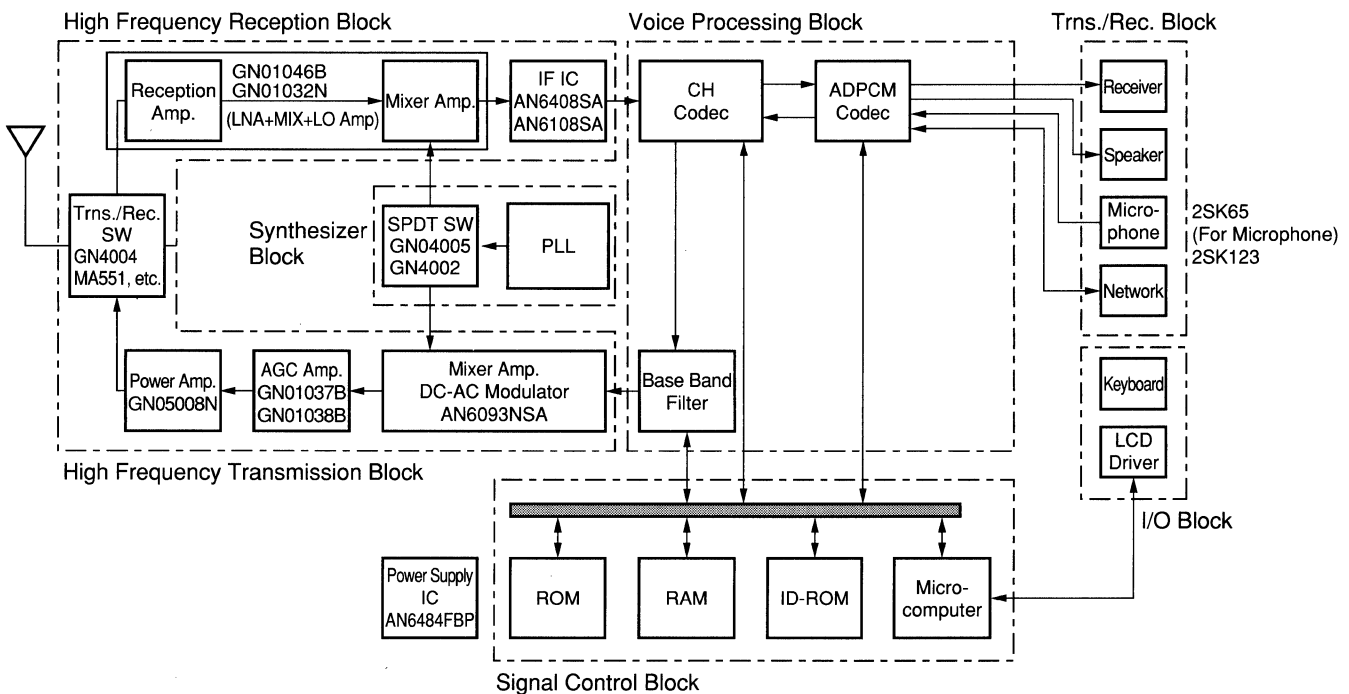 High Frequency Reception Block
Voice Processing Block
Trns./Rec. Block
Reception
Amp.
GN01046B
GN01032N
(LNA+MIX+LO Amp)
Mixer Amp.
IF IC
AN6408SA
AN6108SA
CH
Codec
ADPCM
Codec
Receiver
Speaker
Micro-
phone
Network
2SK65
(For Microphone)
2SK123
Trns./Rec.
SW
GN4004
MA551, etc.
Synthesizer
Block
SPDT SW
GN04005
GN4002
PLL
Power Amp.
GN05008N
AGC Amp.
GN01037B
GN01038B
Mixer Amp.
DC-AC Modulator
AN6093NSA
Base Band
Filter
Keyboard
LCD
Driver
I/O Block
High Frequency Transmission Block
Power Supply
IC
AN6484FBP
ROM
RAM
ID-ROM
Micro-
computer
Signal Control Block